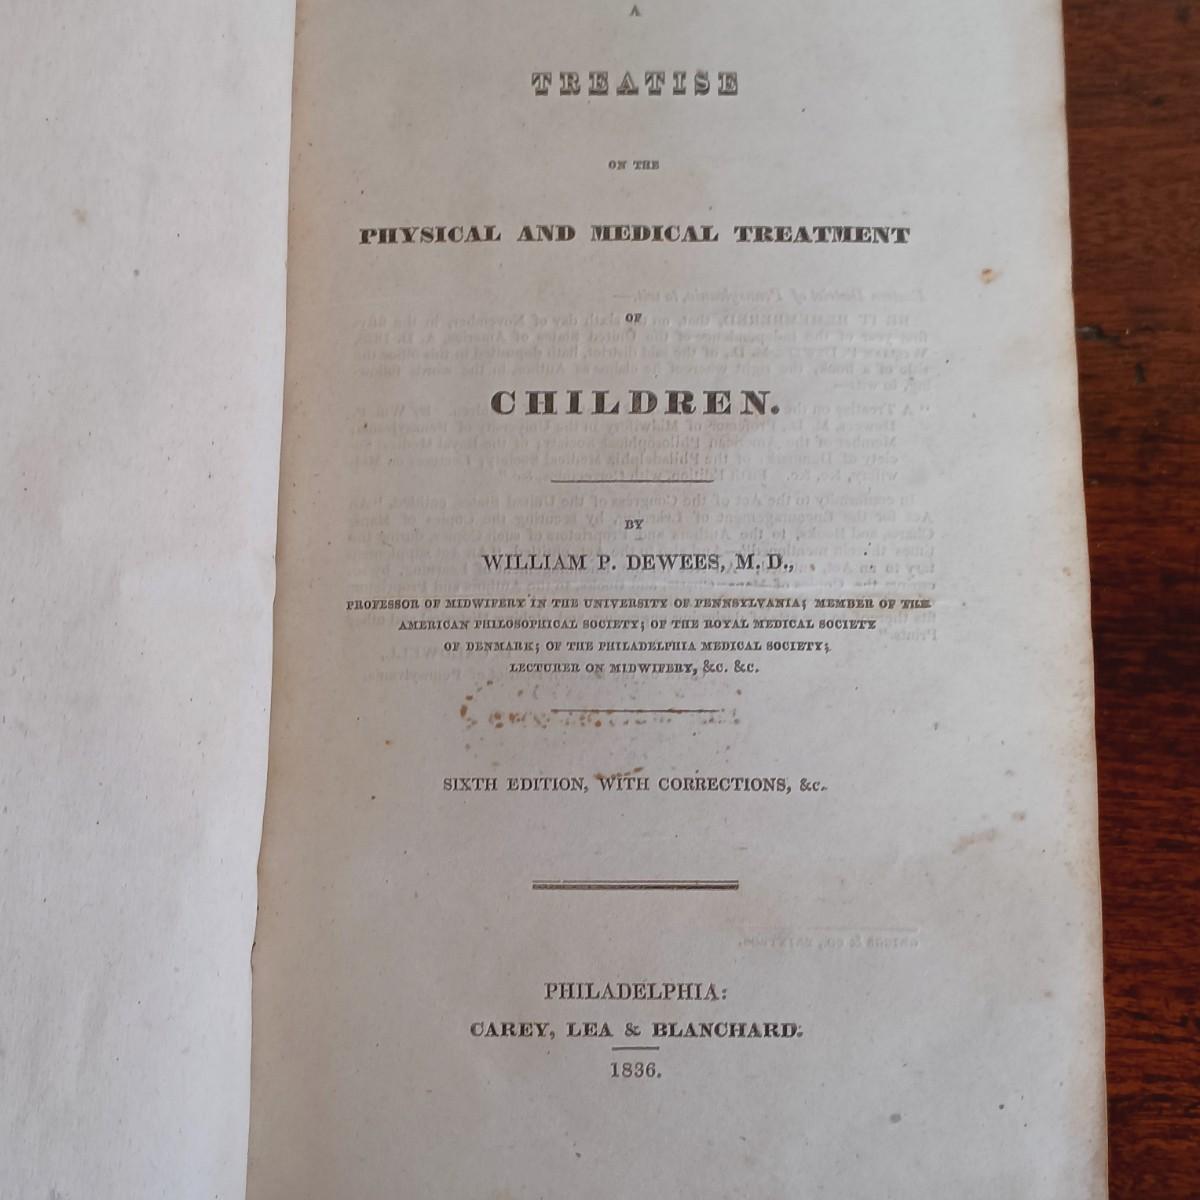 A
TREATISE
ON THE
PHYSICAL AND MEDICAL TREATMENT
OF
CHILDREN.
BY
WILLIAM P. DEWEES, M. D.,
PROFESSOR OF MIDWIFERY IN THE UNIVERSITY OF PENNSYLVANIA; MEMBER OF THE
AMERICAN PHILOSOPHICAL SOCIETY; OF THE ROYAL MEDICAL SOCIETY
OF DENMARK; OF THE PHILADELPHIA MEDICAL SOCIETY;
LECTURER ON MIDWIFERY, &c. &c.
SIXTH EDITION, WITH CORRECTIONS, &c.
PHILADELPHIA:
CAREY, LEA & BLANCHARD.
1836.